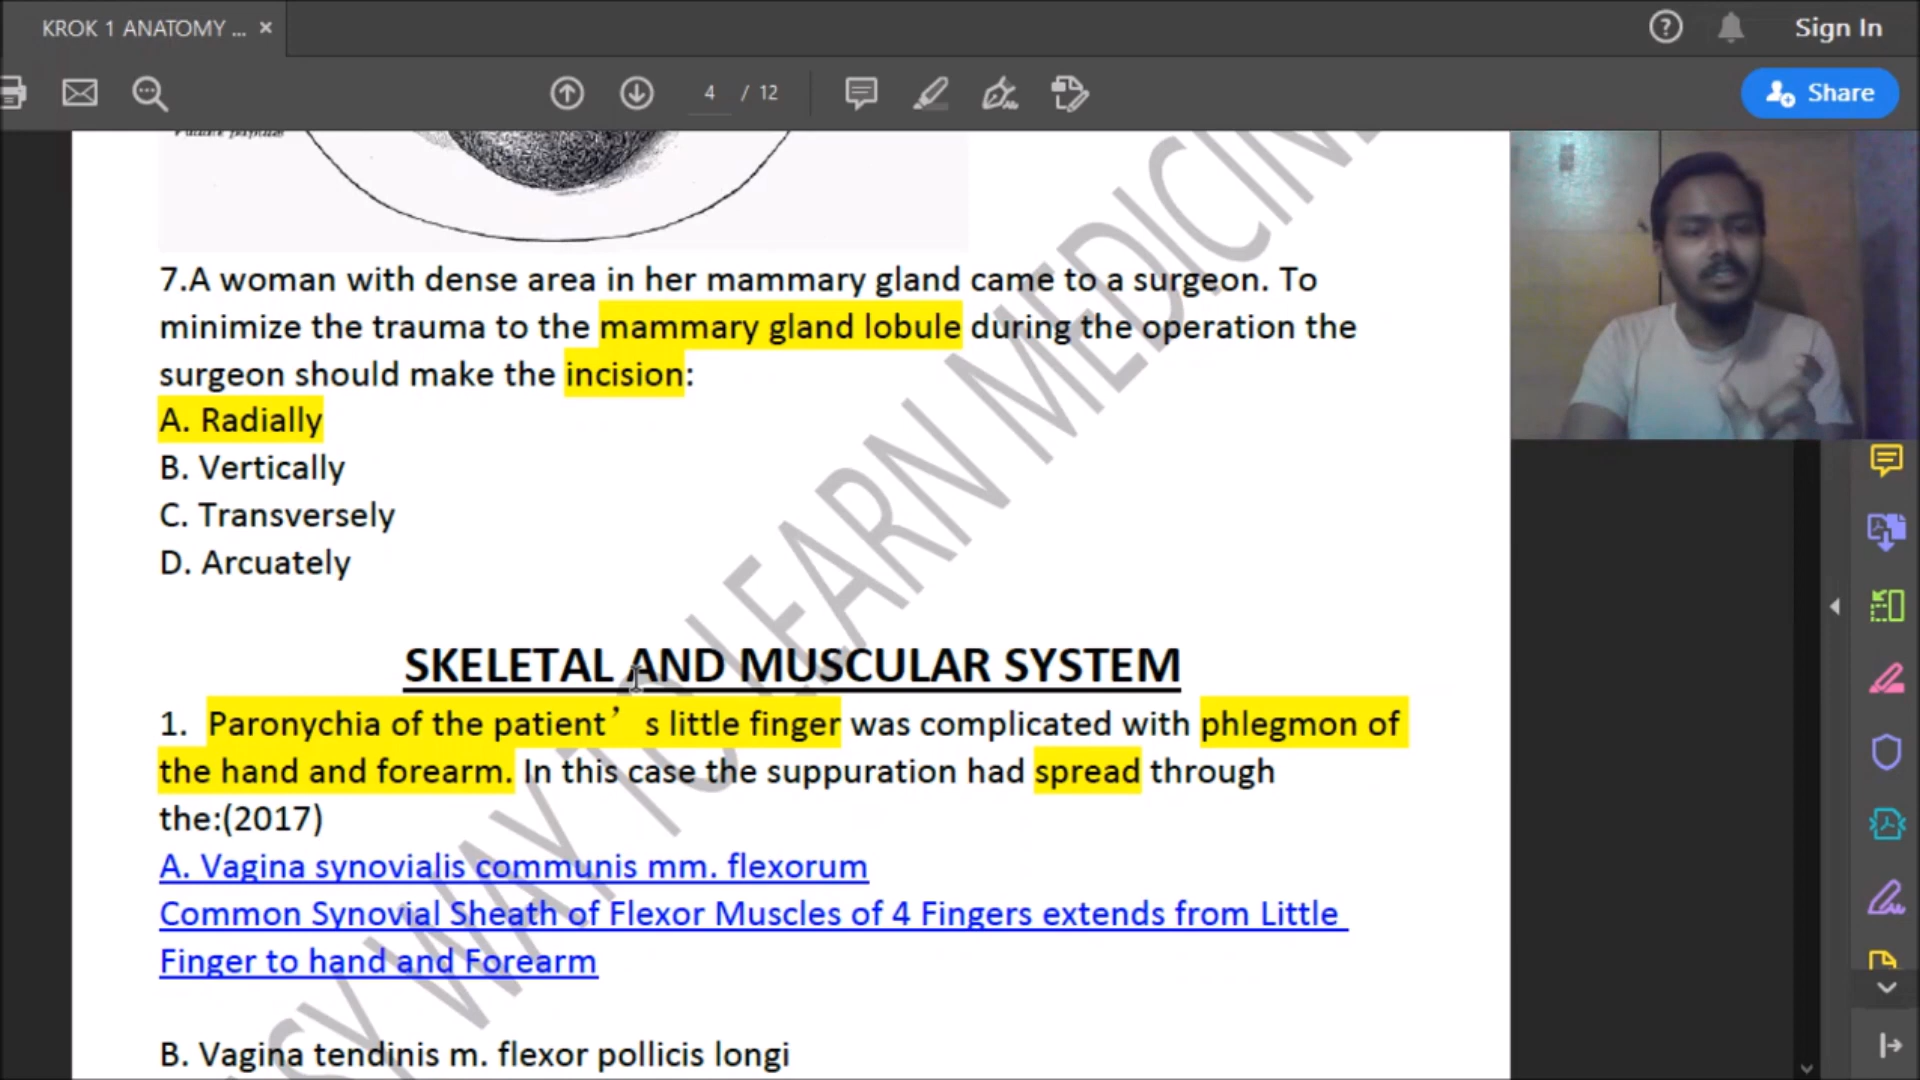 KROK 1 ANATOMY ...
Sign In
4 / 12
Share
7.A woman with dense area in her mammary gland came to a surgeon. To
minimize the trauma to the mammary gland lobule during the operation the
surgeon should make the incision:
A. Radially
B. Vertically
C. Transversely
D. Arcuately
SKELETAL AND MUSCULAR SYSTEM
1. Paronychia of the patient’ s little finger was complicated with phlegmon of
the hand and forearm. In this case the suppuration had spread through
the:(2017)
A. Vagina synovialis communis mm. flexorum
Common Synovial Sheath of Flexor Muscles of 4 Fingers extends from Little
Finger to hand and Forearm
B. Vagina tendinis m. flexor pollicis longi
WAY TO LEARN MEDICINE